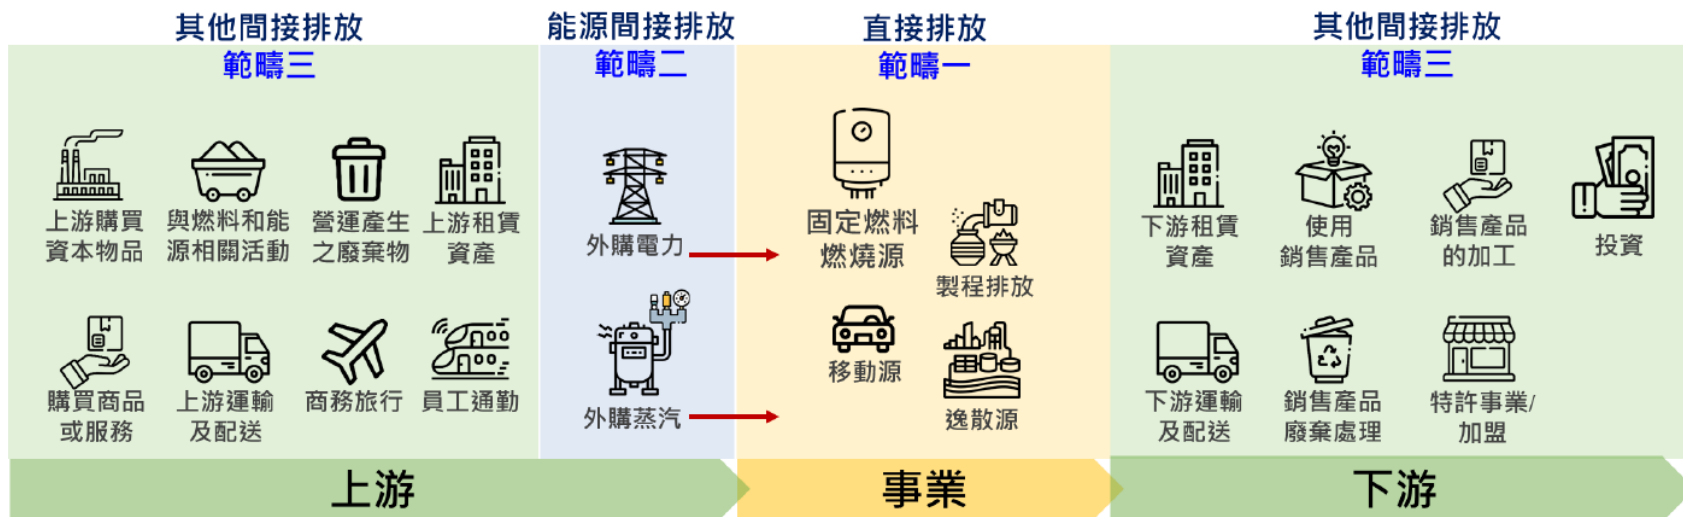 其他間接排放
範疇三
能源間接排放
範疇二
直接排放
範疇一
其他間接排放
範疇三
上游購買
資本物品
與燃料和能
源相關活動
營運產生
之廢棄物
上游租賃
資產
購買商品
或服務
上游運輸
及配送
商務旅行
員工通勤
外購電力
外購蒸汽
固定燃料
燃燒源
製程排放
移動源
逸散源
下游租賃
資產
使用
銷售產品
銷售產品
的加工
投資
下游運輸
及配送
銷售產品
廢棄處理
特許事業/
加盟
上游
事業
下游